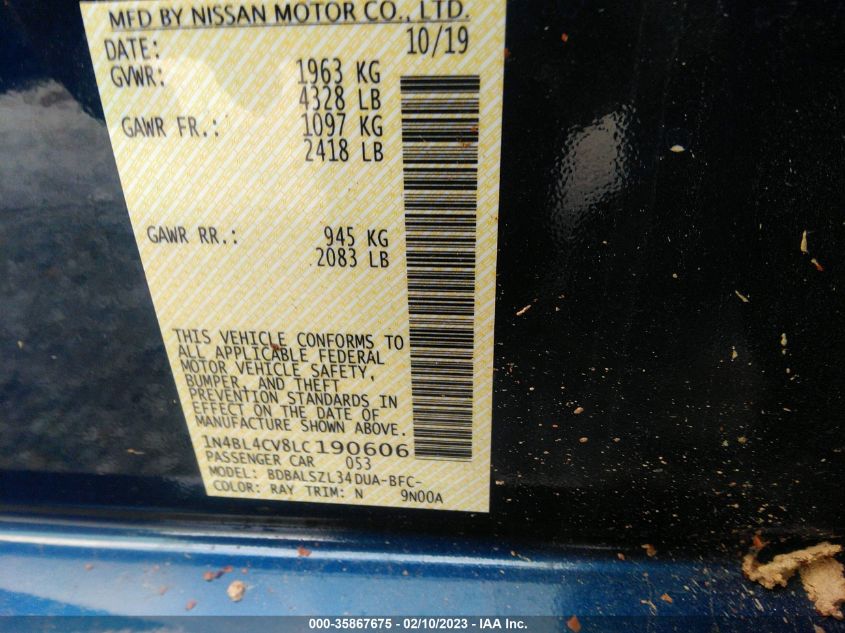 MFD BY NISSAN MOTOR CO., LTD.
DATE: 10/19
GVWR: 1963 KG
4328 LB
GAWR FR.: 1097 KG
2418 LB
GAWR RR.: 945 KG
2083 LB
THIS VEHICLE CONFORMS TO
ALL APPLICABLE FEDERAL
MOTOR VEHICLE SAFETY,
BUMPER, AND THEFT
PREVENTION STANDARDS IN
EFFECT ON THE DATE OF
MANUFACTURE SHOWN ABOVE.
1N4BL4CV8LC190606
PASSENGER CAR 053
MODEL: BDBALSZL34DUA-BFC-
COLOR: RAY TRIM: N 9N00A
000-35867675 — 02/10/2023 - IAA Inc.